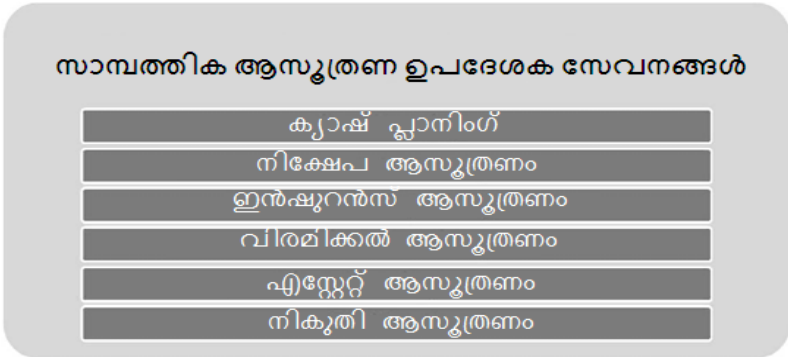 സാമ്പത്തിക ആസൂത്രണ ഉപദേശക സേവനങ്ങൾ
ക്യാഷ് പ്ലാനിംഗ്
നിക്ഷേപ ആസൂത്രണം
ഇൻഷുറൻസ് ആസൂത്രണം
വിരമിക്കൽ ആസൂത്രണം
എസ്റ്റേറ്റ് ആസൂത്രണം
നികുതി ആസൂത്രണം